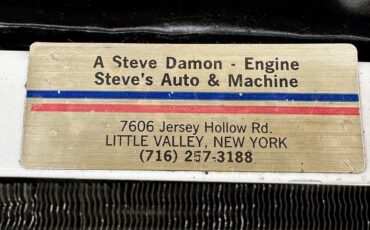 A Steve Damon - Engine
Steve's Auto & Machine
7606 Jersey Hollow Rd.
LITTLE VALLEY, NEW YORK
(716) 257-3188